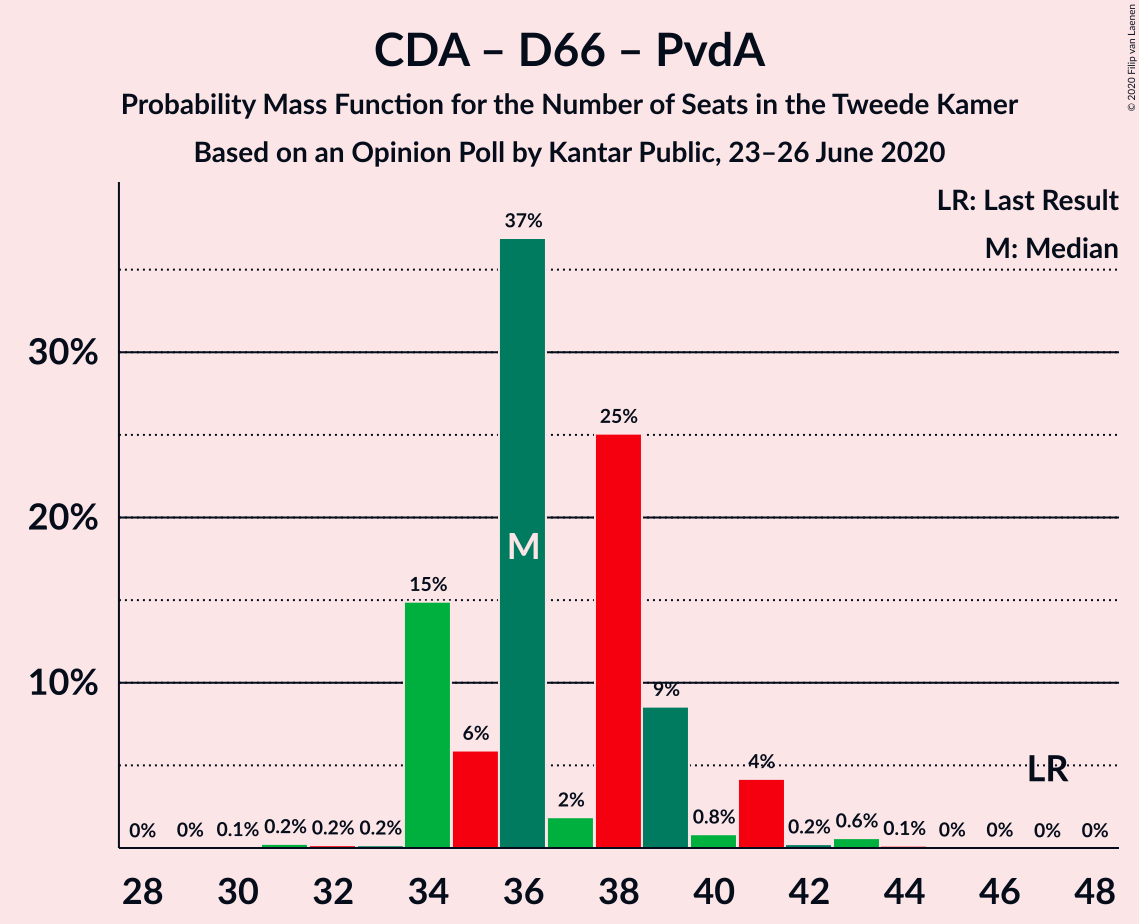 CDA – D66 – PvdA
Probability Mass Function for the Number of Seats in the Tweede Kamer
Based on an Opinion Poll by Kantar Public, 23–26 June 2020
© 2020 Filip van Laenen
LR: Last Result
M: Median
30%
20%
10%
0%
0%
0.1%
0.2%
0.2%
0.2%
15%
6%
37%
M
2%
25%
9%
0.8%
4%
0.2%
0.6%
0.1%
0%
0%
LR
0%
0%
28 30 32 34 36 38 40 42 44 46 48